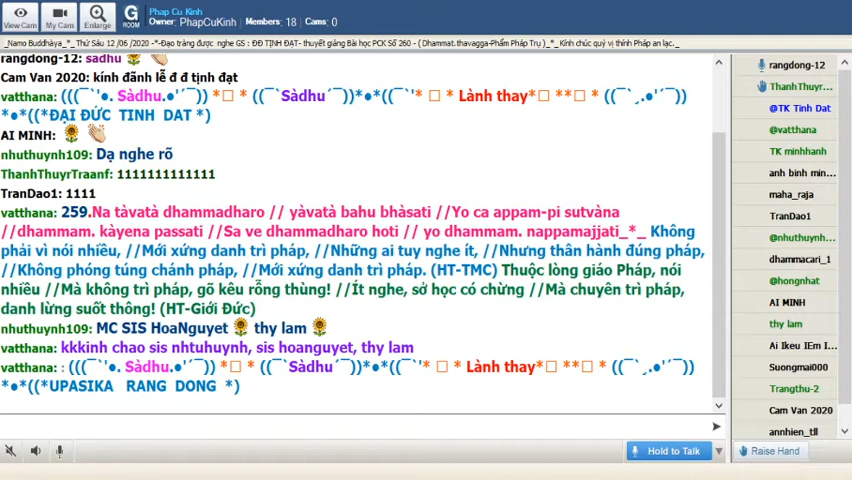 View Cam
My Cam
Enlarge
G ROOM
Phap Cu Kinh
Owner: PhapCuKinh Members: 18 Cams: 0
_Namo Buddhàya_*_ Thứ Sáu 12 /06 /2020 -*-Đạo tràng được nghe GS : ĐĐ TỊNH ĐẠT- thuyết giảng Bài học PCK Số 260 - ( Dhammat.thavagga-Phẩm Pháp Trụ )_*_ Kính chúc quý vị thính Pháp an lạc._
rangdong-12: sadhu
Cam Van 2020: kính đãnh lễ đ đ tịnh đạt
vatthana: (((¯`'•. Sàdhu.•'´)) *□ * ((¯`Sàdhu´¯))*•*((¯`'* □ * Lành thay*□ **□ * ((¯´¸.•'´))
*•*((*ĐẠI ĐỨC TINH DAT *)
AI MINH:
nhuthuynh109: Dạ nghe rõ
ThanhThuyrTraanf: 1111111111111
TranDao1: 1111
vatthana: 259.Na tàvatà dhammadharo // yàvatà bahu bhàsati //Yo ca appam-pi sutvàna
//dhammam. kàyena passati //Sa ve dhammadharo hoti // yo dhammam. nappamajjati_*_ Không
phải vì nói nhiều, //Mới xứng danh trì pháp, //Những ai tuy nghe ít, //Nhưng thân hành đúng pháp,
//Không phóng túng chánh pháp, //Mới xứng danh trì pháp. (HT-TMC) Thuộc lòng giáo Pháp, nói
nhiều //Mà không trì pháp, gõ kêu rỗng thùng! //Ít nghe, sở học có chừng //Mà chuyên trì pháp,
danh lừng suốt thông! (HT-Giới Đức)
nhuthuynh109: MC SIS HoaNguyet thy lam
vatthana: kkkinh chao sis nhtuhuynh, sis hoanguyet, thy lam
vatthana: : (((¯`'•. Sàdhu.•'´)) *□ * ((¯`Sàdhu´¯))*•*((¯`'* □ * Lành thay*□ **□ * ((¯´¸.•'´))
*•*((*UPASIKA RANG DONG *)
rangdong-12
ThanhThuyr...
@TK Tinh Dat
@vatthana
TK minhhanh
anh binh min...
maha_raja
TranDao1
@nhuthuynh...
dhammacari_1
@hongnhat
AI MINH
thy lam
Ai Ikeu IEm I...
Suongmai000
Trangthu-2
Cam Van 2020
annhien_tll
Hold to Talk
Raise Hand